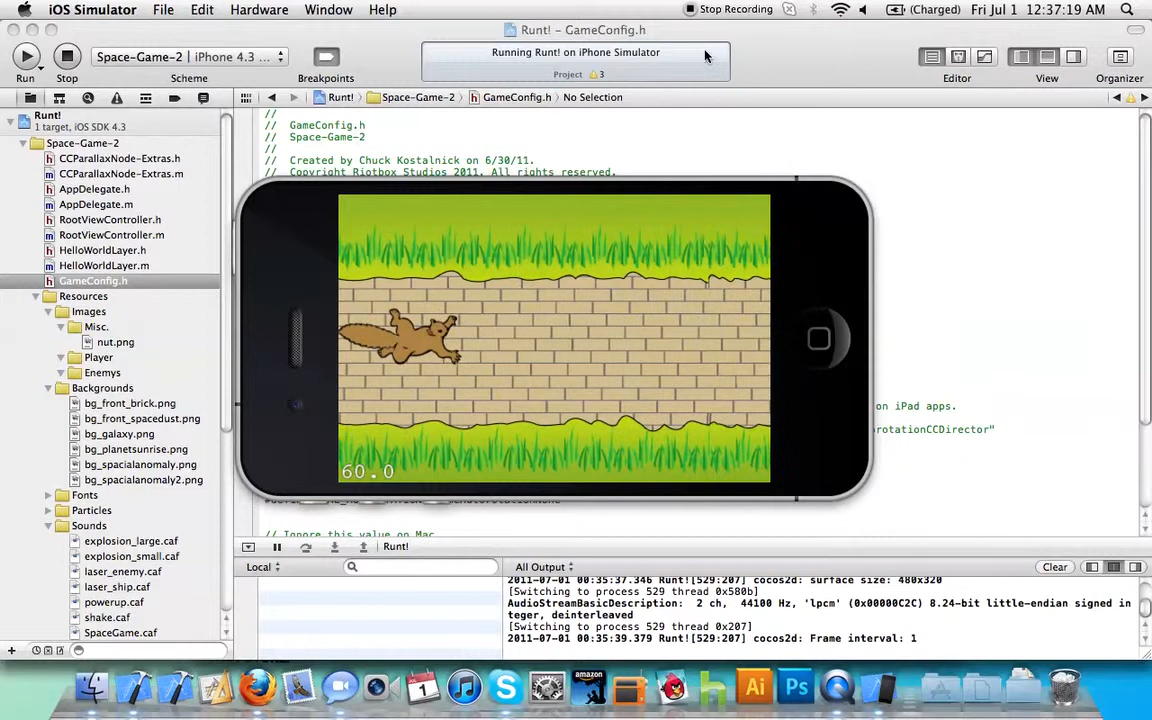 iOS Simulator File Edit Hardware Window Help Stop Recording (Charged) Fri Jul 1 12:37:19 AM
Runt! – GameConfig.h
Space-Game-2 iPhone 4.3 ...
Running Runt! on iPhone Simulator
Project 3
Run Stop Scheme Breakpoints Editor View Organizer
Runt! Space-Game-2 GameConfig.h No Selection
Runt!
1 target, iOS SDK 4.3
Space-Game-2
CCParallaxNode-Extras.h
CCParallaxNode-Extras.m
AppDelegate.h
AppDelegate.m
RootViewController.h
RootViewController.m
HelloWorldLayer.h
HelloWorldLayer.m
GameConfig.h
Resources
Images
Misc.
nut.png
Player
Enemys
Backgrounds
bg_front_brick.png
bg_front_spacedust.png
bg_galaxy.png
bg_planetsunrise.png
bg_spacialanomaly.png
bg_spacialanomaly2.png
Fonts
Particles
Sounds
explosion_large.caf
explosion_small.caf
laser_enemy.caf
laser_ship.caf
powerup.caf
shake.caf
SpaceGame.caf
//
// GameConfig.h
// Space-Game-2
//
// Created by Chuck Kostalnick on 6/30/11.
// Copyright Riotbox Studios 2011. All rights reserved.
on iPad apps.
rotationCCDirector"
60.0
// Ignore this value on Mac
Runt!
Local All Output Clear
2011-07-01 00:35:37.346 Runt![529:207] cocos2d: surface size: 480x320
[Switching to process 529 thread 0x580b]
AudioStreamBasicDescription: 2 ch, 44100 Hz, 'lpcm' (0x00000C2C) 8.24-bit little-endian signed in
teger, deinterleaved
[Switching to process 529 thread 0x207]
2011-07-01 00:35:39.379 Runt![529:207] cocos2d: Frame interval: 1
JUL
1
amazon
Ai
Ps